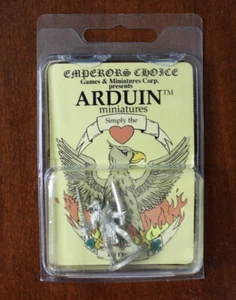 EMPERORS CHOICE
Games & Miniatures Corp.
presents
ARDUIN™
miniatures
Simply the